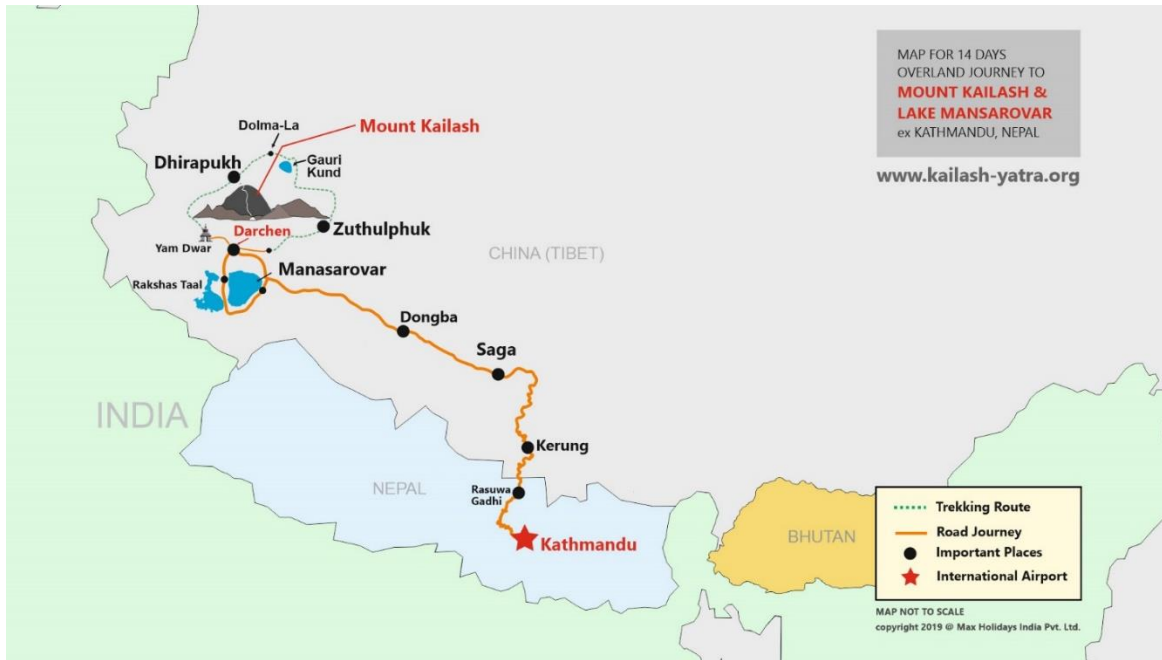 MAP FOR 14 DAYS
OVERLAND JOURNEY TO
MOUNT KAILASH &
LAKE MANSAROVAR
ex KATHMANDU, NEPAL
www.kailash-yatra.org
Dolma-La
Mount Kailash
Dhirapukh
Gauri
Kund
Zuthulphuk
Darchen
Yam Dwar
CHINA (TIBET)
Manasarovar
Rakshas Taal
Dongba
Saga
INDIA
Kerung
NEPAL
Rasuwa
Gadhi
Kathmandu
BHUTAN
Trekking Route
Road Journey
Important Places
International Airport
MAP NOT TO SCALE
copyright 2019 @ Max Holidays India Pvt. Ltd.